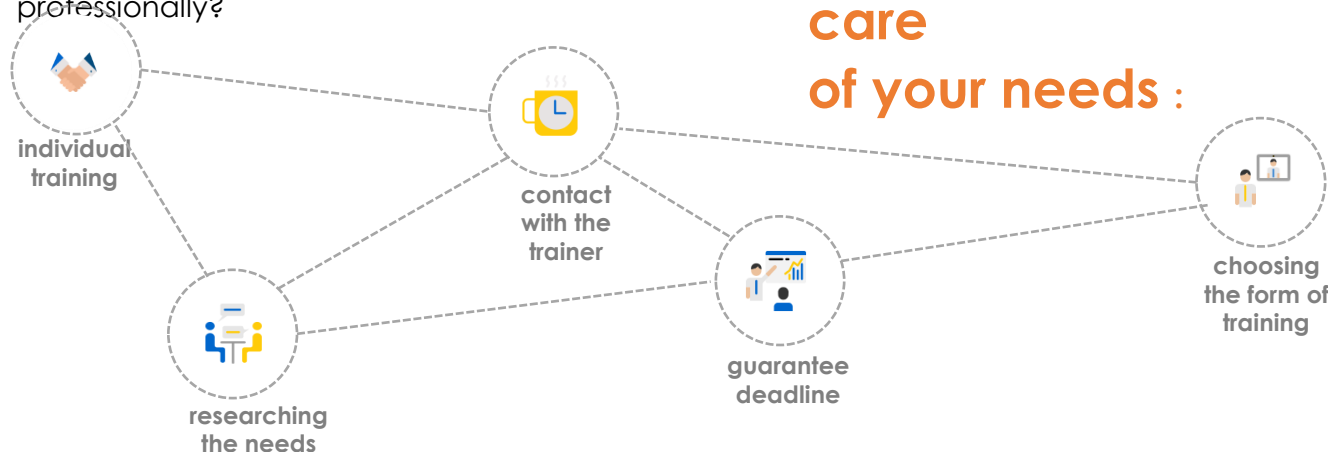 professionally?
care
of your needs :
individual
training
contact
with the
trainer
choosing
the form of
training
guarantee
deadline
researching
the needs